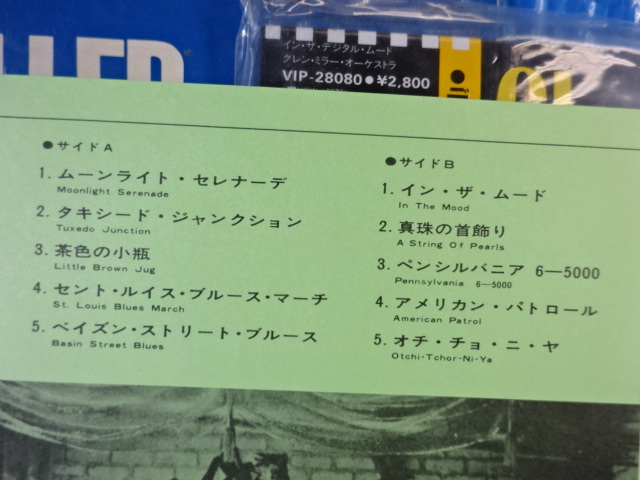 LLER
イン・ザ・デジタル・ムード
グレン・ミラー・オーケストラ
VIP-28080●¥2,800
●サイドA
1. ムーンライト・セレナーデ
Moonlight Serenade
2. タキシード・ジャンクション
Tuxedo Junction
3. 茶色の小瓶
Little Brown Jug
4. セント・ルイス・ブルース・マーチ
St. Louis Blues March
5. ベイズン・ストリート・ブルース
Basin Street Blues
●サイドB
1. イン・ザ・ムード
In The Mood
2. 真珠の首飾り
A String Of Pearls
3. ペンシルバニア 6—5000
Pennsylvania 6—5000
4. アメリカン・パトロール
American Patrol
5. オチ・チョ・ニ・ヤ
Otchi-Tchor-Ni-Ya